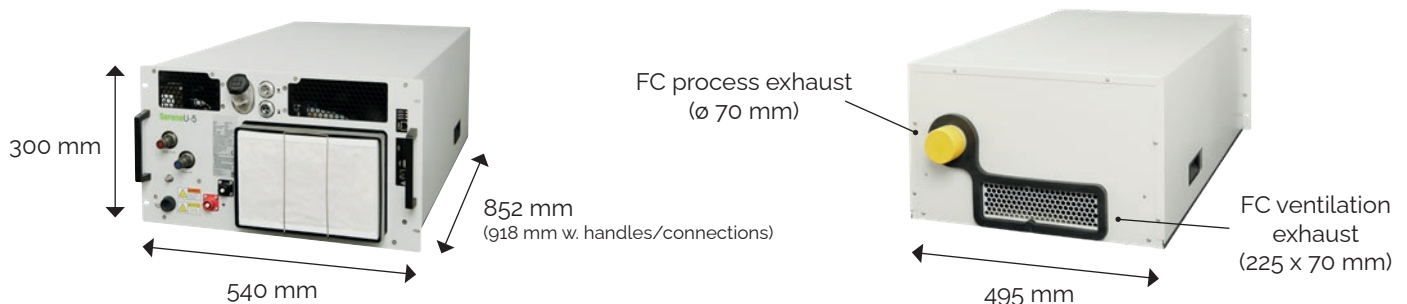 300 mm
SereneU-5
852 mm
(918 mm w. handles/connections)
540 mm
FC process exhaust
(ø 70 mm)
FC ventilation
exhaust
(225 x 70 mm)
495 mm